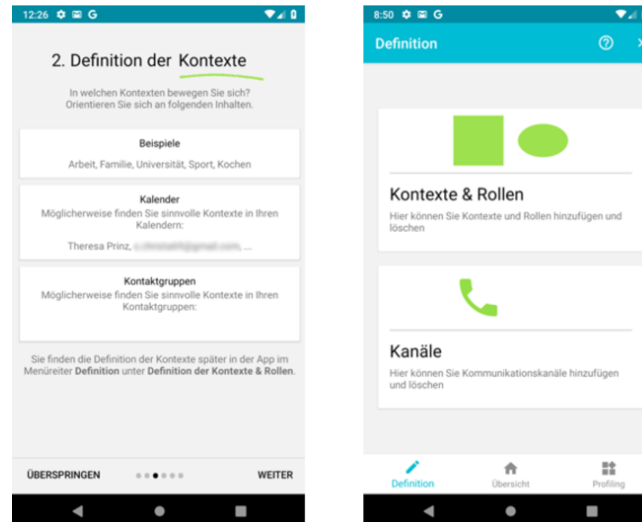 12:26 G
2. Definition der Kontexte
In welchen Kontexten bewegen Sie sich?
Orientieren Sie sich an folgenden Inhalten.
Beispiele
Arbeit, Familie, Universität, Sport, Kochen
Kalender
Möglicherweise finden Sie sinnvolle Kontexte in Ihren
Kalendern:
Theresa Prinz, ...
Kontaktgruppen
Möglicherweise finden Sie sinnvolle Kontexte in Ihren
Kontaktgruppen:
Sie finden die Definition der Kontexte später in der App im
Menüreiter Definition unter Definition der Kontexte & Rollen.
ÜBERSPRINGEN WEITER
8:50 G
Definition
Kontexte & Rollen
Hier können Sie Kontexte und Rollen hinzufügen und
löschen
Kanäle
Hier können Sie Kommunikationskanäle hinzufügen
und löschen
Definition Übersicht Profiling